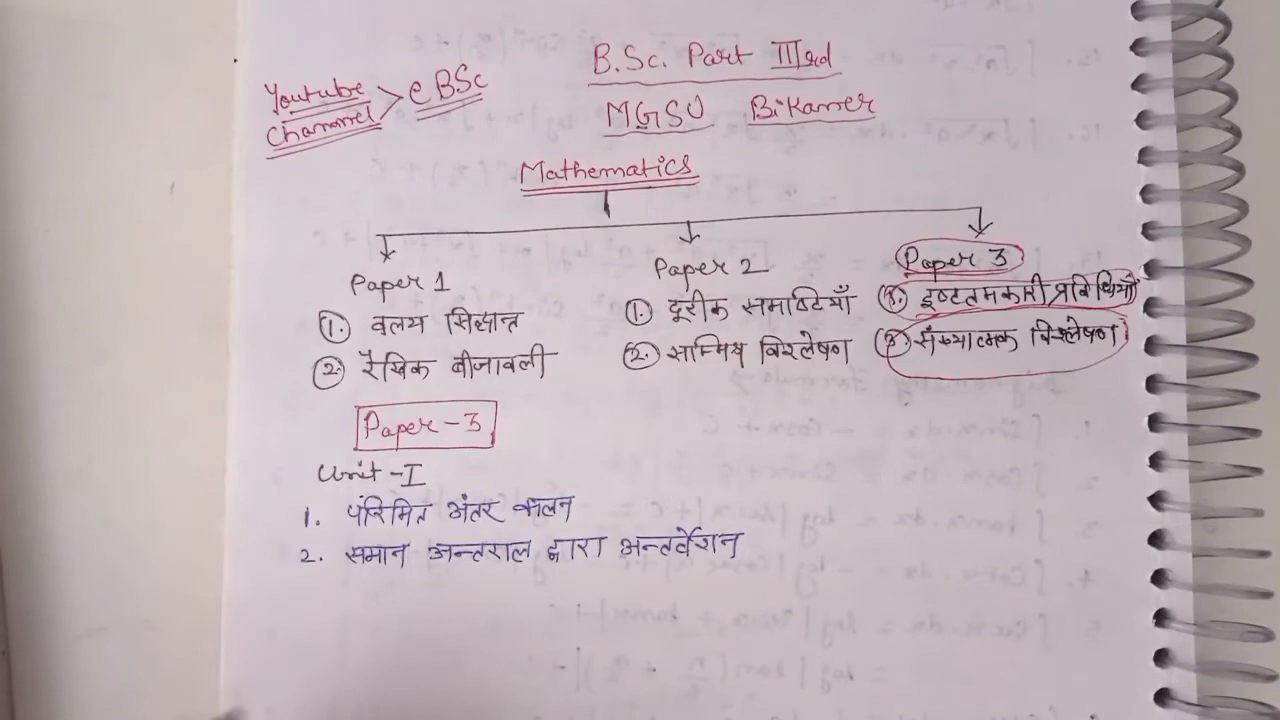 Youtube Channel > eBSc
B.Sc. Part IIIrd
MGSU Bikaner
Mathematics
Paper 1
① वलय सिद्धान्त
② रैखिक बीजावली
Paper 2
① दूरीक समाष्टियाँ
② सम्मिश्र विश्लेषण
Paper 3
① इष्टतमकारी प्रविधियाँ
② संख्यात्मक विश्लेषण
Paper-3
Unit-I
1. परिमित अंतर कलन
2. समान अन्तराल द्वारा अन्तर्वेशन